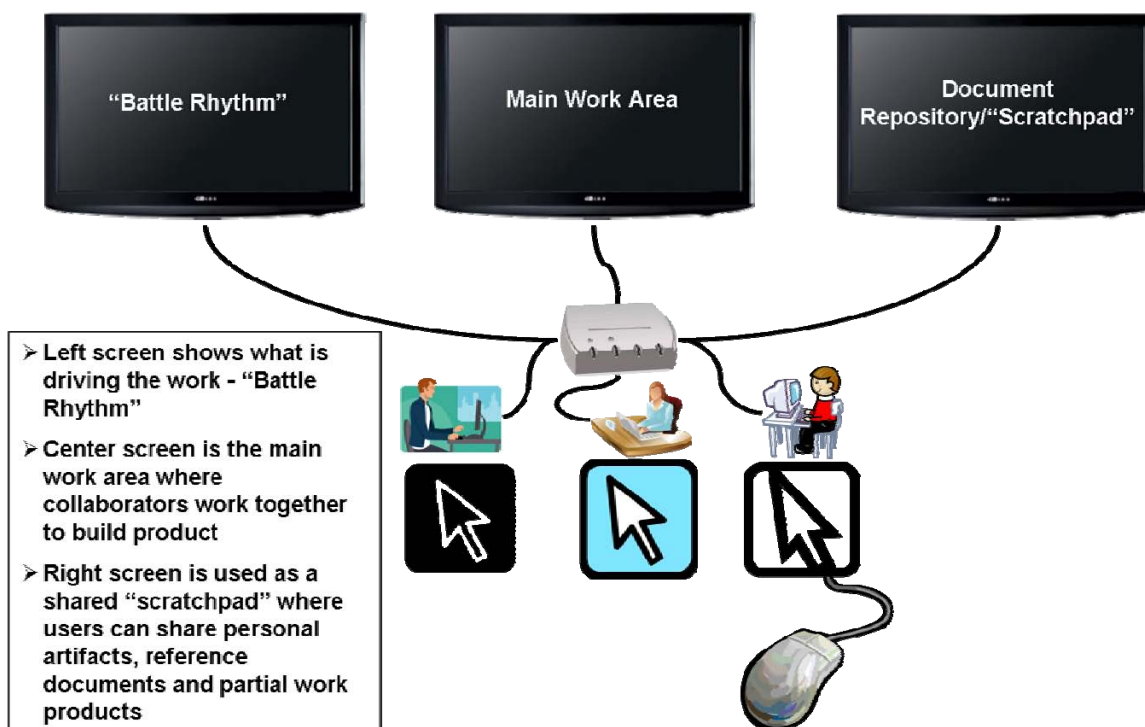 “Battle Rhythm”
Main Work Area
Document
Repository/“Scratchpad”
➢ Left screen shows what is
driving the work - “Battle
Rhythm”
➢ Center screen is the main
work area where
collaborators work together
to build product
➢ Right screen is used as a
shared “scratchpad” where
users can share personal
artifacts, reference
documents and partial work
products